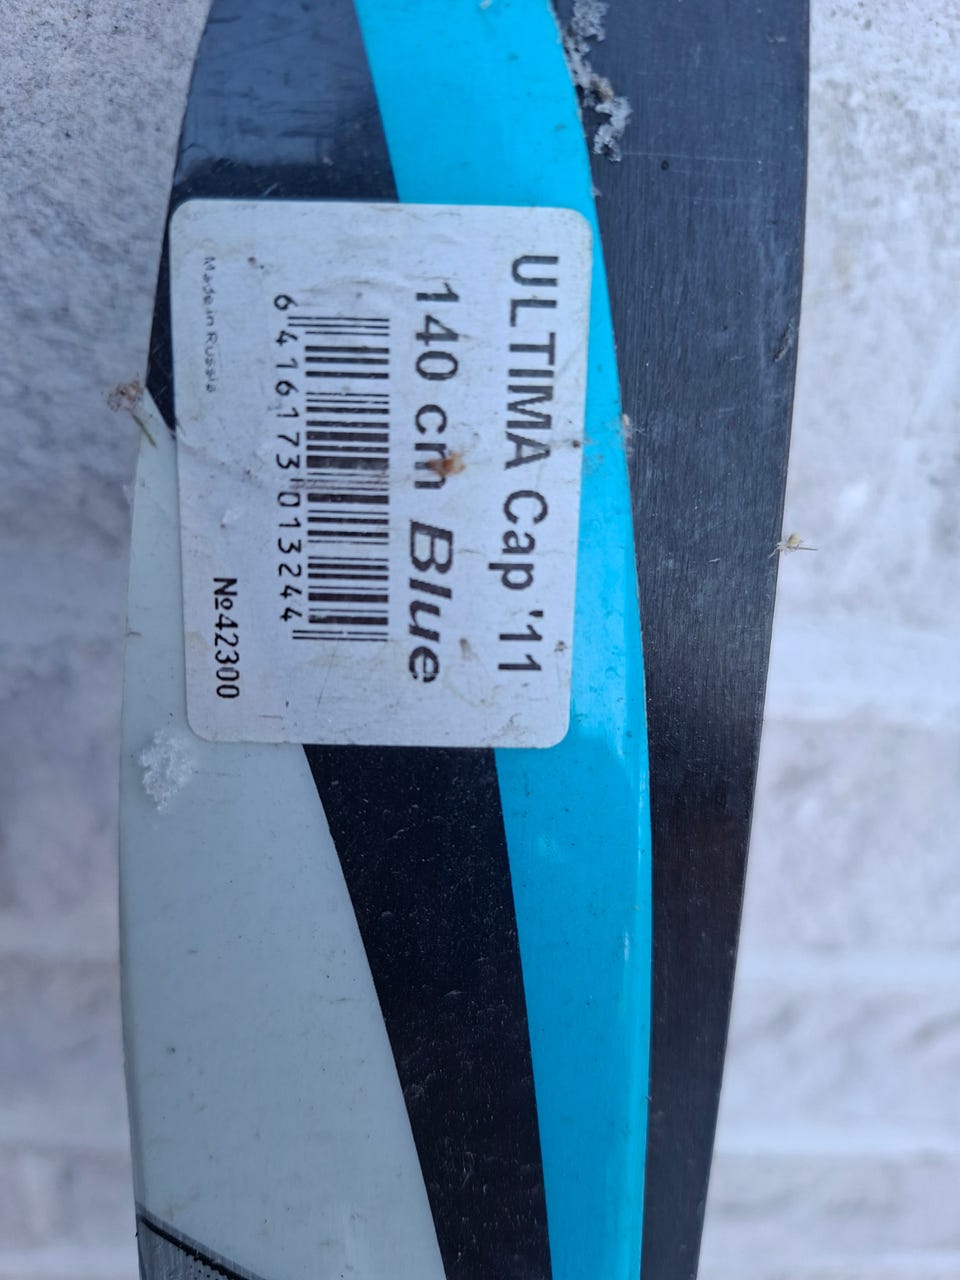 ULTIMA Cap '11
140 cm Blue
6 416173 013244
Made in Russia
№42300